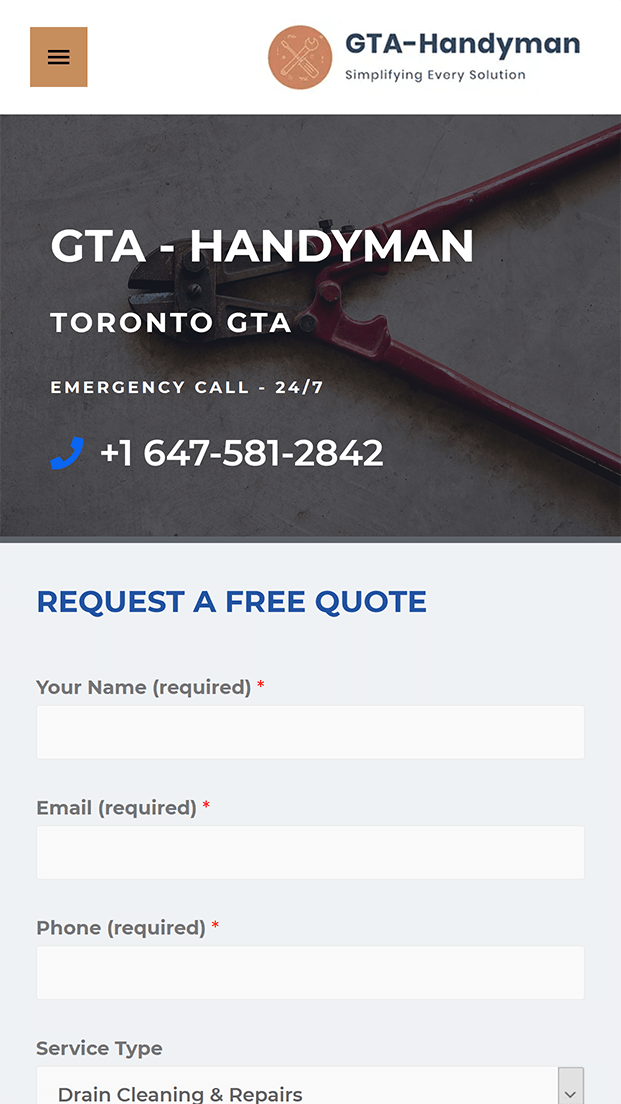 GTA-Handyman
Simplifying Every Solution
GTA - HANDYMAN
TORONTO GTA
EMERGENCY CALL - 24/7
+1 647-581-2842
REQUEST A FREE QUOTE
Your Name (required) *
Email (required) *
Phone (required) *
Service Type
Drain Cleaning & Repairs